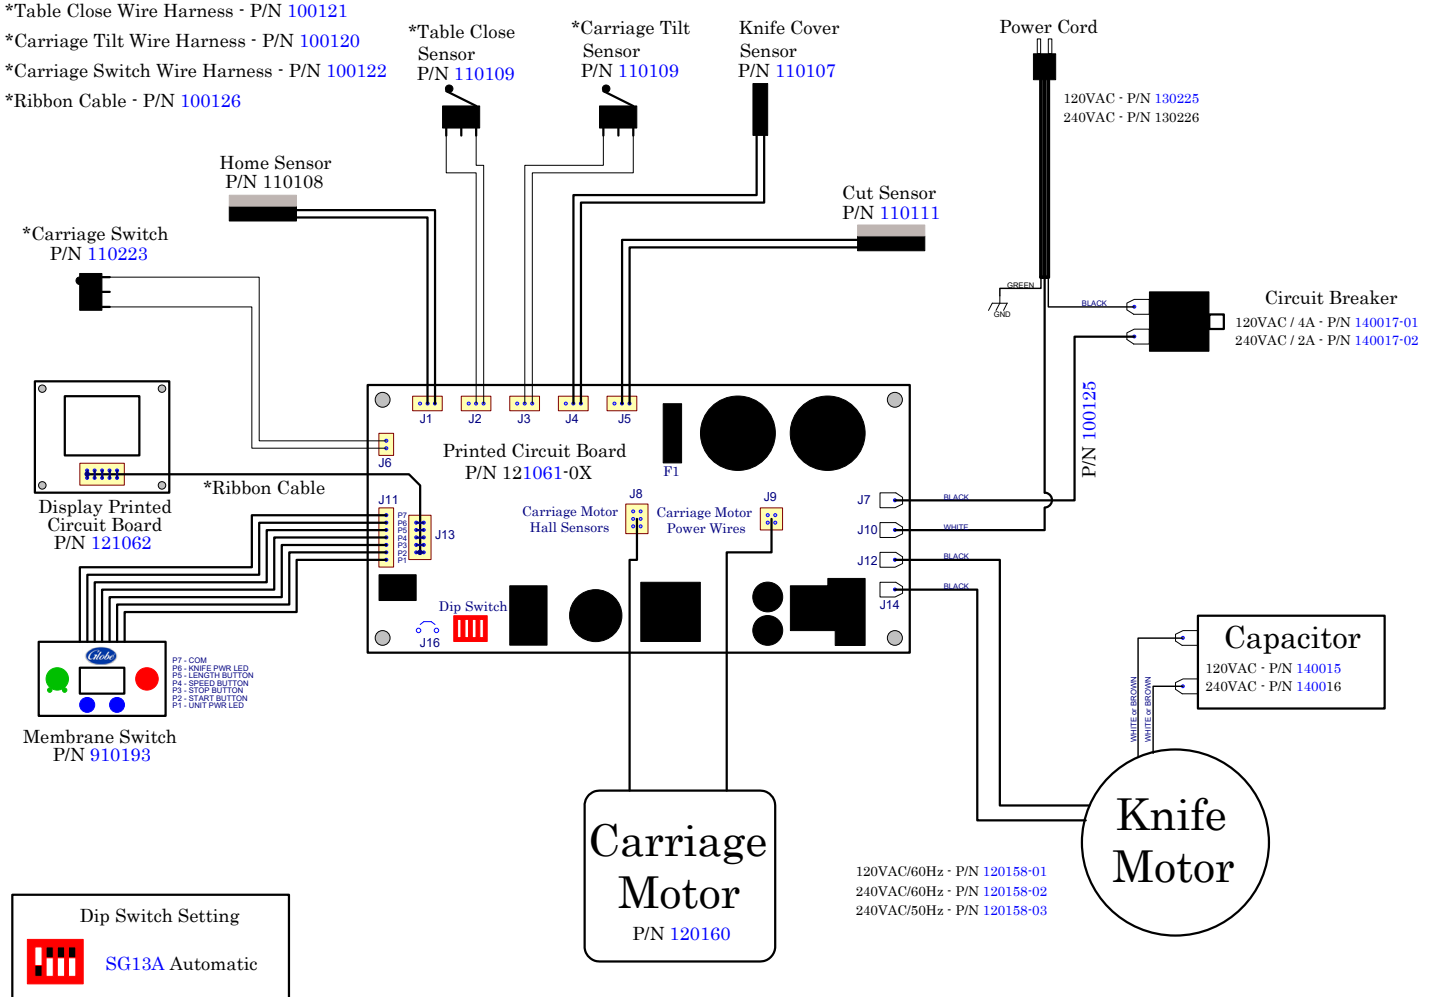 *Table Close Wire Harness - P/N 100121
*Carriage Tilt Wire Harness - P/N 100120
*Carriage Switch Wire Harness - P/N 100122
*Ribbon Cable - P/N 100126
*Table Close
Sensor
P/N 110109
*Carriage Tilt
Sensor
P/N 110109
Knife Cover
Sensor
P/N 110107
Power Cord
120VAC - P/N 130225
240VAC - P/N 130226
Home Sensor
P/N 110108
Cut Sensor
P/N 110111
*Carriage Switch
P/N 110223
GREEN
GND
BLACK
Circuit Breaker
120VAC / 4A - P/N 140017-01
240VAC / 2A - P/N 140017-02
P/N 100125
J1
J2
J3
J4
J5
J6
Printed Circuit Board
P/N 121061-0X
F1
*Ribbon Cable
Display Printed
Circuit Board
P/N 121062
J11
P7
P6
P5
P4
P3
P2
P1
J13
J8
Carriage Motor
Hall Sensors
J9
Carriage Motor
Power Wires
J7
BLACK
J10
WHITE
J12
BLACK
J14
BLACK
Dip Switch
J16
Globe
P7 - COM
P6 - KNIFE PWR LED
P5 - LENGTH BUTTON
P4 - SPEED BUTTON
P3 - STOP BUTTON
P2 - START BUTTON
P1 - UNIT PWR LED
Membrane Switch
P/N 910193
Capacitor
120VAC - P/N 140015
240VAC - P/N 140016
WHITE or BROWN
WHITE or BROWN
Knife
Motor
120VAC/60Hz - P/N 120158-01
240VAC/60Hz - P/N 120158-02
240VAC/50Hz - P/N 120158-03
Carriage
Motor
P/N 120160
Dip Switch Setting
SG13A Automatic